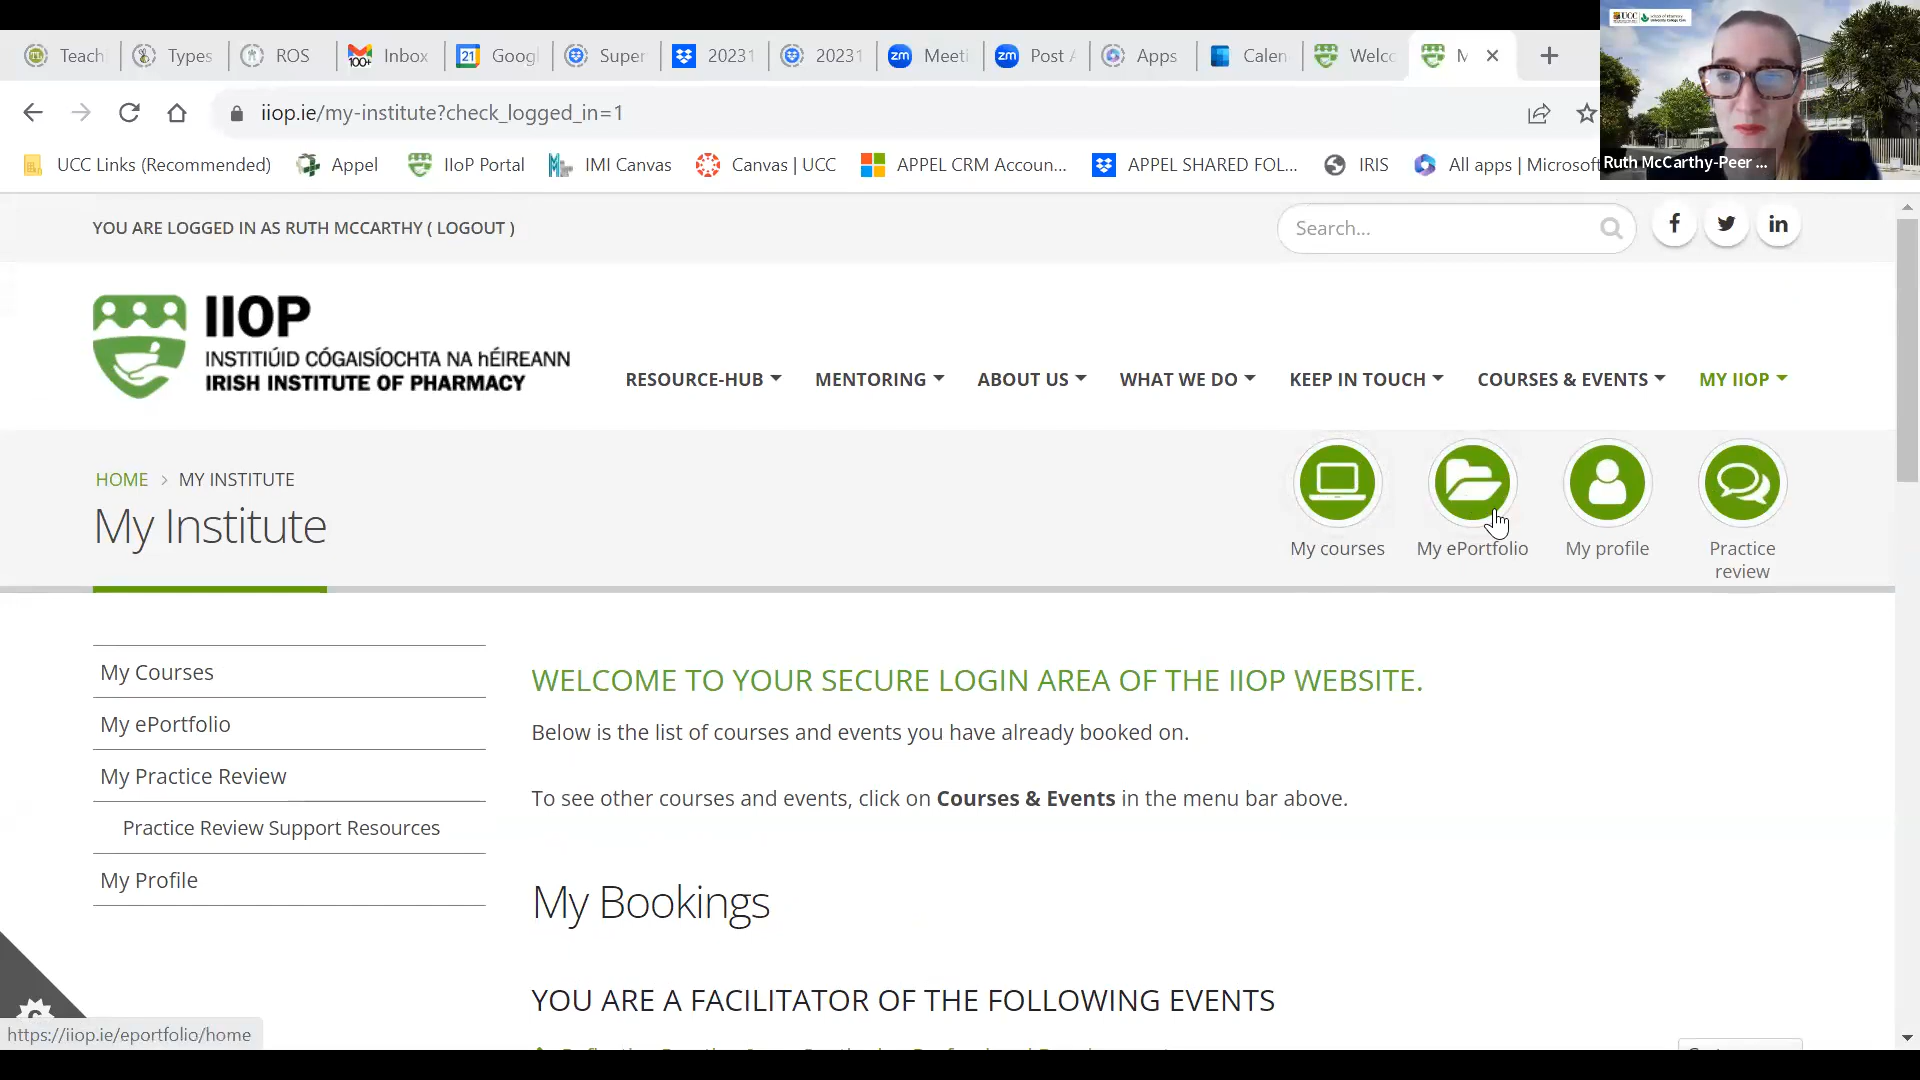 Teach
Types
ROS
Inbox
Googl
Super
20231
20231
Meeti
Post A
Apps
Calen
Welc
M
iiop.ie/my-institute?check_logged_in=1
UCC Links (Recommended)
Appel
IIoP Portal
IMI Canvas
Canvas | UCC
APPEL CRM Accoun...
APPEL SHARED FOL...
IRIS
All apps | Microsoft
UCC
Ruth McCarthy-Peer ...
YOU ARE LOGGED IN AS RUTH MCCARTHY ( LOGOUT )
Search...
IIOP
INSTITIÚID CÓGAISÍOCHTA NA hÉIREANN
IRISH INSTITUTE OF PHARMACY
RESOURCE-HUB
MENTORING
ABOUT US
WHAT WE DO
KEEP IN TOUCH
COURSES & EVENTS
MY IIOP
HOME > MY INSTITUTE
My Institute
My courses
My ePortfolio
My profile
Practice
review
My Courses
My ePortfolio
My Practice Review
Practice Review Support Resources
My Profile
WELCOME TO YOUR SECURE LOGIN AREA OF THE IIOP WEBSITE.
Below is the list of courses and events you have already booked on.
To see other courses and events, click on Courses & Events in the menu bar above.
My Bookings
YOU ARE A FACILITATOR OF THE FOLLOWING EVENTS
https://iiop.ie/eportfolio/home